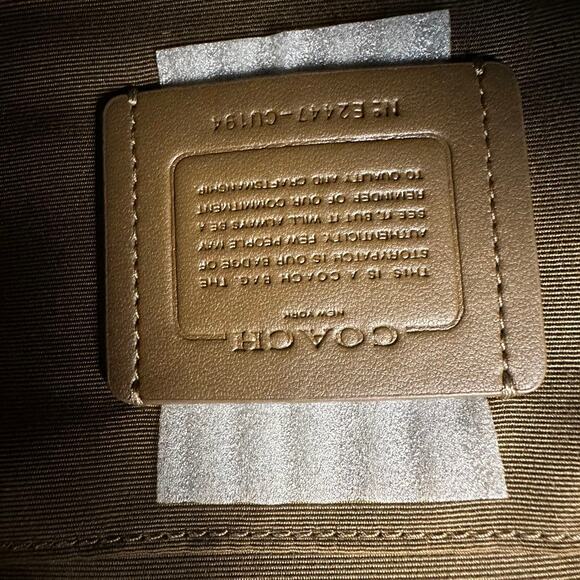 COACH
NEW YORK
THIS IS A COACH BAG. THE
STORYPATCH IS OUR BADGE OF
AUTHENTICITY. FEW PEOPLE MAY
SEE IT, BUT IT WILL ALWAYS BE A
REMINDER OF OUR COMMITMENT
TO QUALITY AND CRAFTSMANSHIP.
Nº E2447-CU194